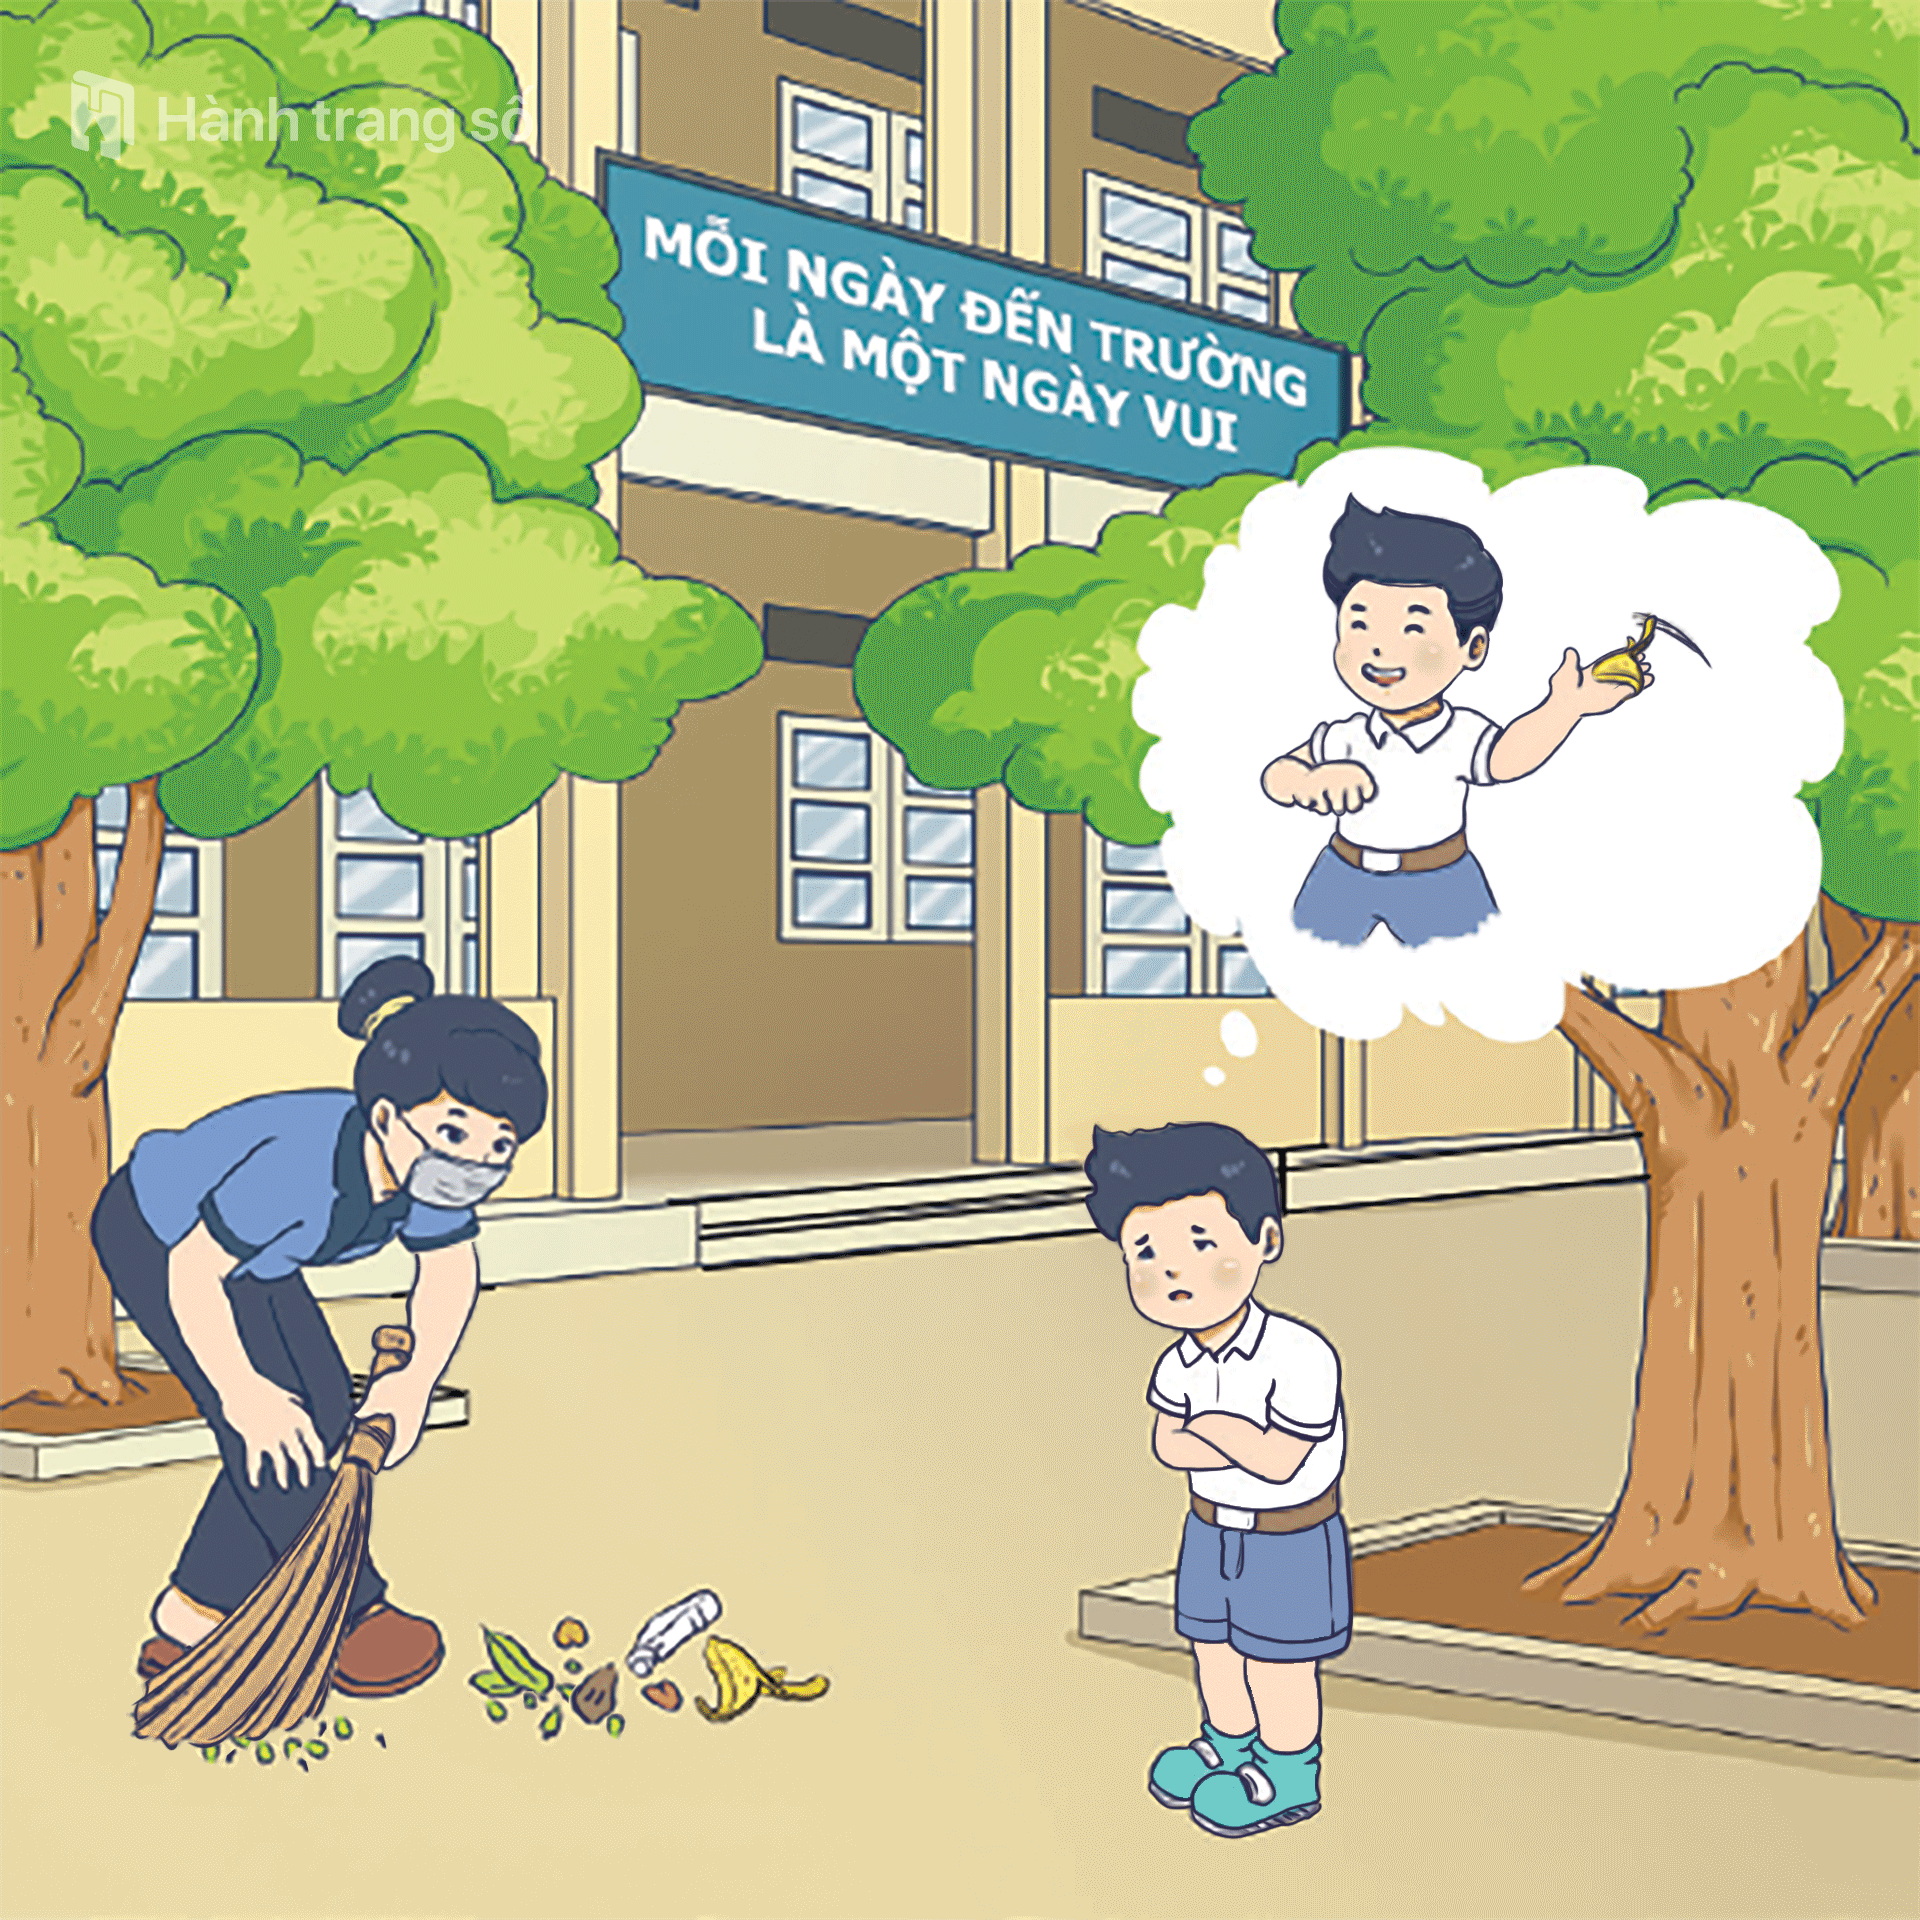 Hành trang số
MỖI NGÀY ĐẾN TRƯỜNG
LÀ MỘT NGÀY VUI